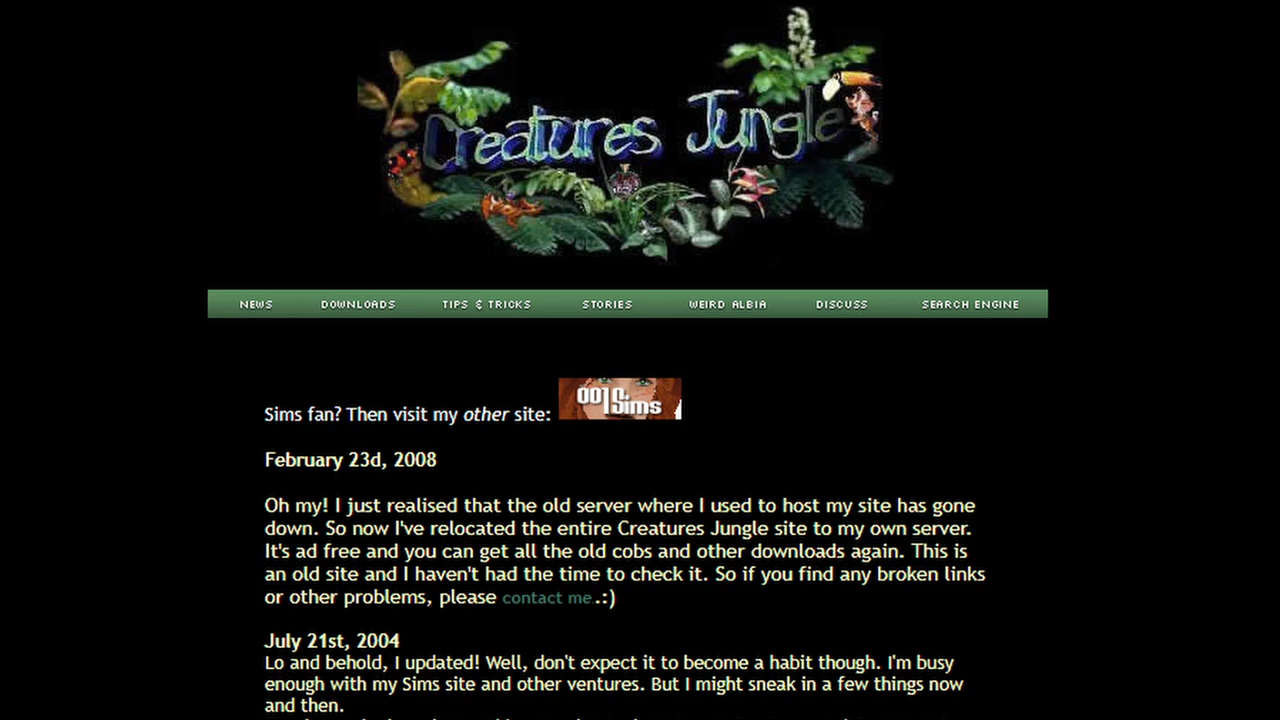 Creatures Jungle
NEWS DOWNLOADS TIPS & TRICKS STORIES WEIRD ALBIA DISCUSS SEARCH ENGINE
Sims fan? Then visit my other site: 001Sims
February 23d, 2008
Oh my! I just realised that the old server where I used to host my site has gone
down. So now I've relocated the entire Creatures Jungle site to my own server.
It's ad free and you can get all the old cobs and other downloads again. This is
an old site and I haven't had the time to check it. So if you find any broken links
or other problems, please contact me..:)
July 21st, 2004
Lo and behold, I updated! Well, don't expect it to become a habit though. I'm busy
enough with my Sims site and other ventures. But I might sneak in a few things now
and then.